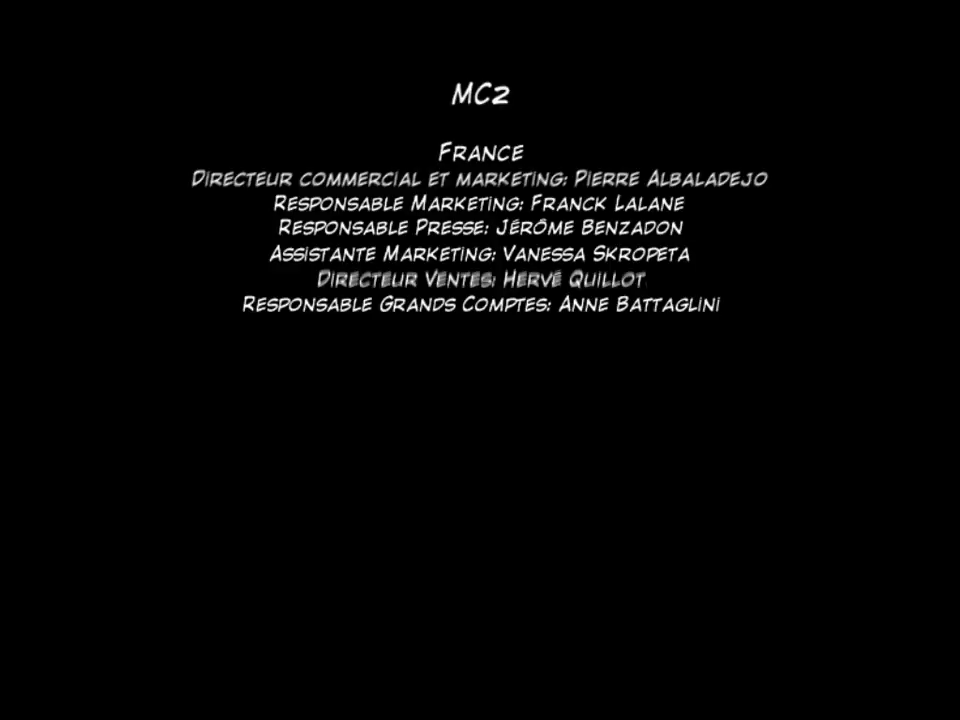 MC2
France
Directeur commercial et marketing: Pierre Albaladejo
Responsable Marketing: Franck Lalane
Responsable Presse: Jérôme Benzadon
Assistante Marketing: Vanessa Skropeta
Directeur Ventes: Hervé Quillot
Responsable Grands Comptes: Anne Battaglini